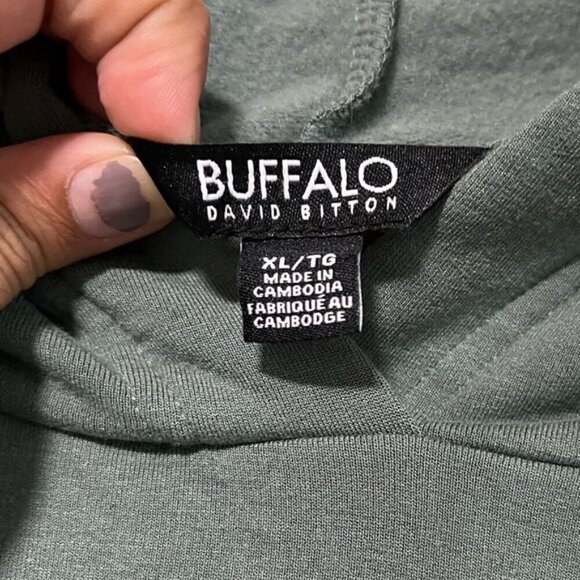 BUFFALO
DAVID BITTON
XL/TG
MADE IN
CAMBODIA
FABRIQUÉ AU
CAMBODGE